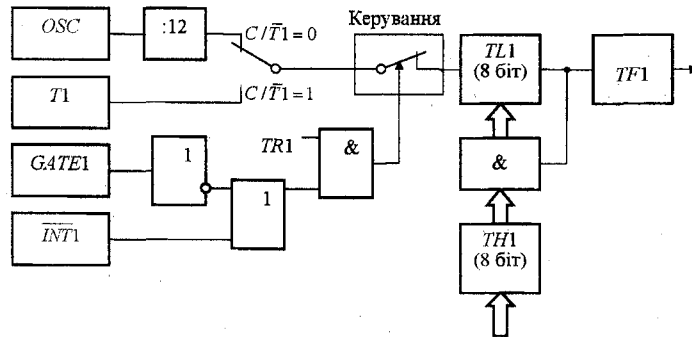 Керування
OSC
:12
C/T̅1=0
TL1
(8 біт)
TF1
T1
C/T̅1=1
TR1
&
&
GATE1
1
1
I̅N̅T̅1
TH1
(8 біт)